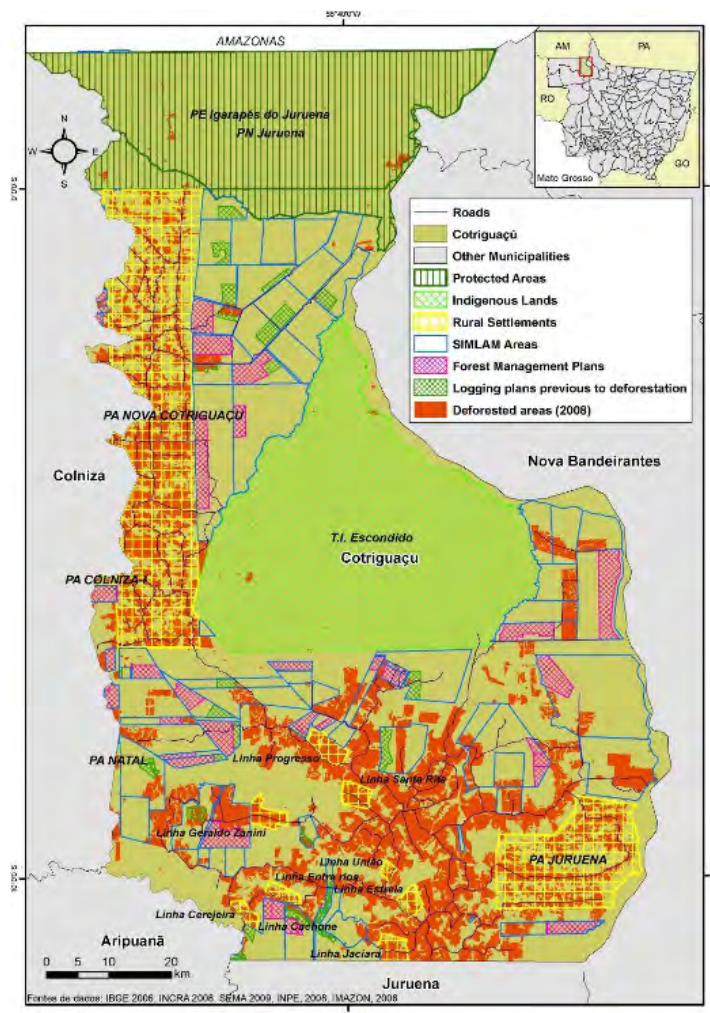 58°40'0"W
AMAZONAS
AM
PA
RO
GO
Mato Grosso
PE Igarapés do Juruena
PN Juruena
N
W
E
S
Roads
Cotriguaçú
Other Municipalities
Protected Areas
Indigenous Lands
Rural Settlements
SIMLAM Areas
Forest Management Plans
Logging plans previous to deforestation
Deforested areas (2008)
PA NOVA COTRIGUAÇU
Colniza
Nova Bandeirantes
T.I. Escondido
Cotriguaçu
PA COLNIZA I
PA NATAL
Linha Progresso
Linha Santa Rita
Linha Geraldo Zanini
Linha União
PA JURUENA
Linha Entre rios
Linha Estrela
Linha Cerejeira
Linha Cachone
Aripuanã
Linha Jaciara
0 5 10 20
km
Juruena
Fontes de dados: IBGE 2006, INCRA 2008, SEMA 2009, INPE, 2008, IMAZON, 2008